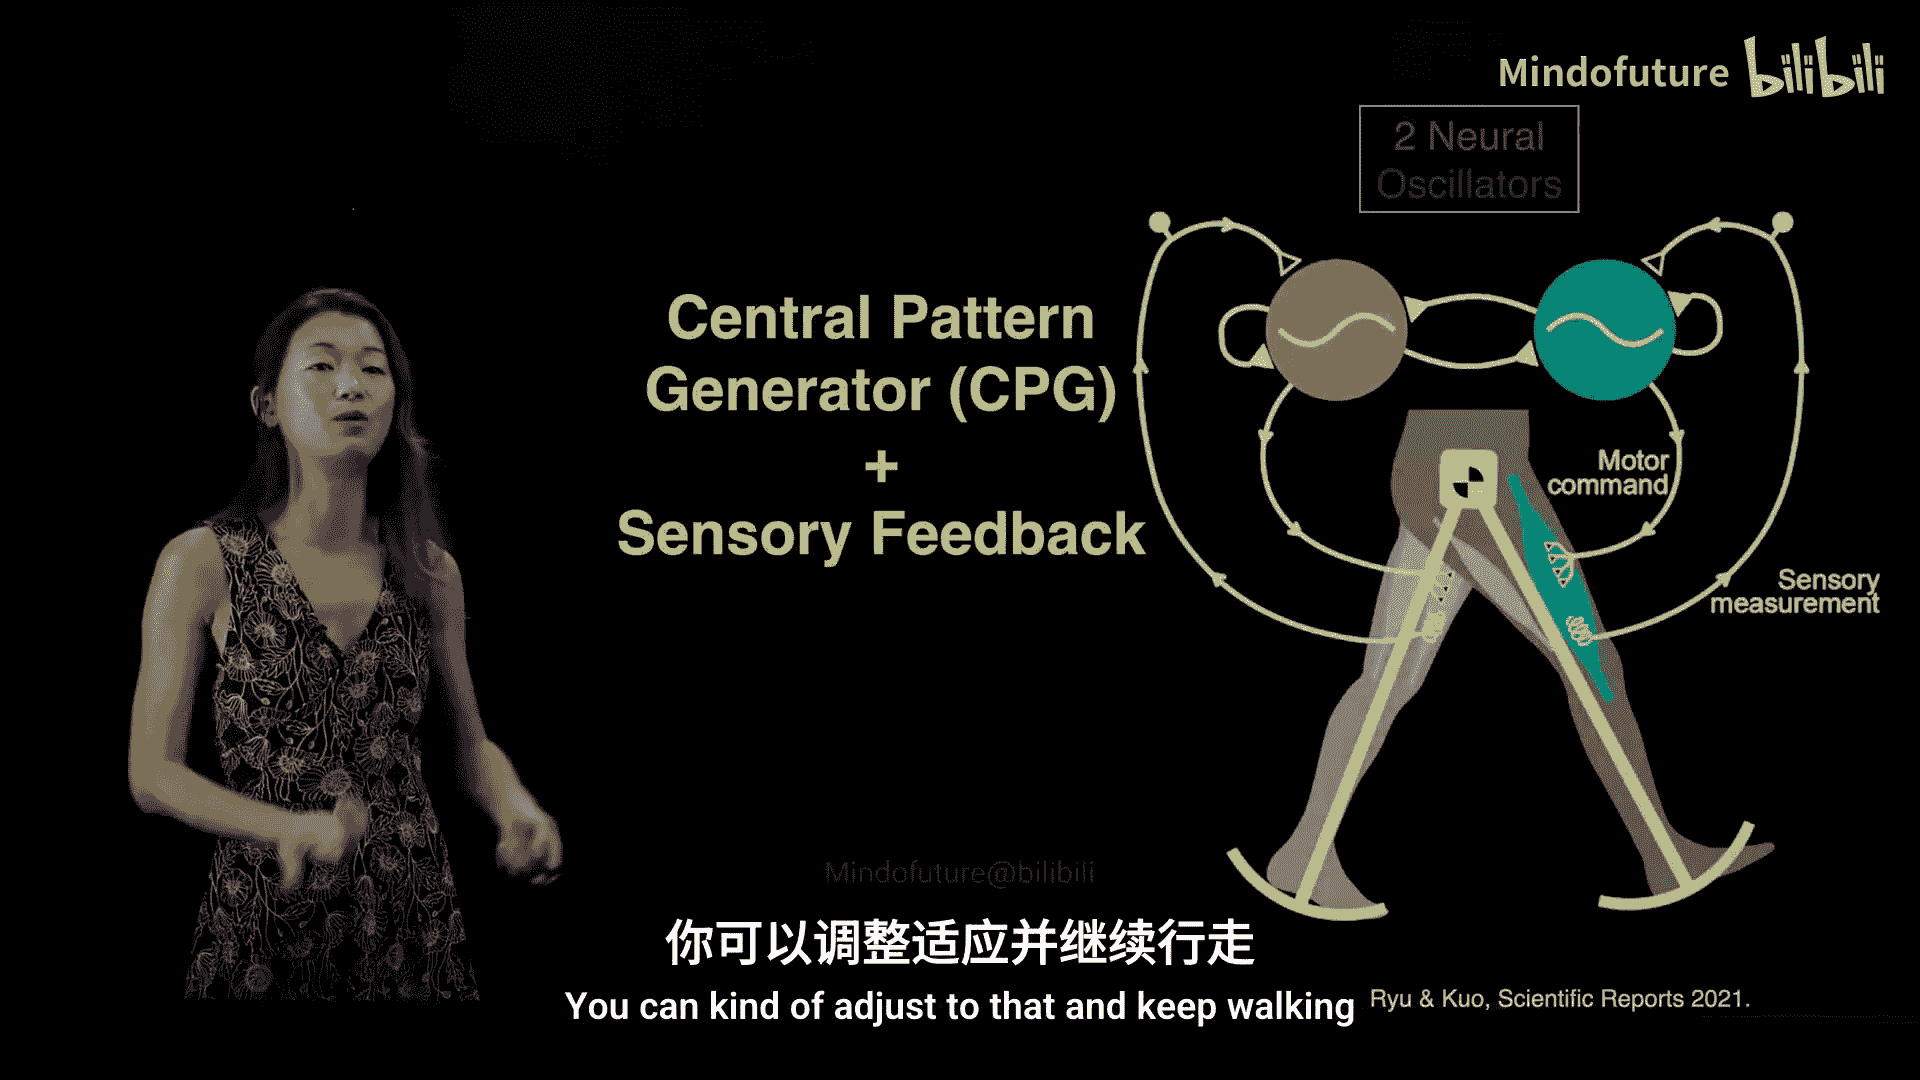 Mindofuture bilibili
2 Neural
Oscillators
Central Pattern
Generator (CPG)
+
Sensory Feedback
Motor
command
Sensory
measurement
Mindofuture@bilibili
你可以调整适应并继续行走
You can kind of adjust to that and keep walking
Ryu & Kuo, Scientific Reports 2021.